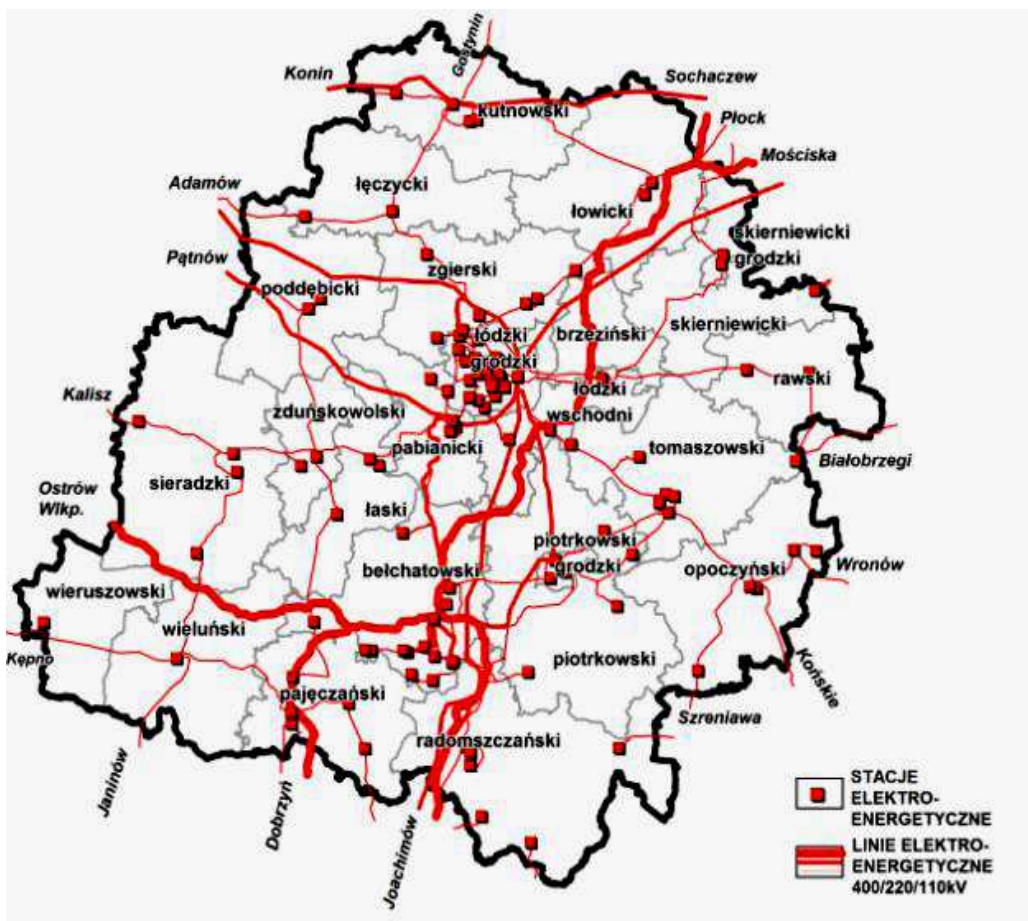 Gostynin
Konin
Sochaczew
kutnowski
Płock
Mościska
Adamów
łęczycki
łowicki
skierniewicki
grodzki
Pątnów
zgierski
poddębicki
łódzki
grodzki
brzeziński
skierniewicki
rawski
Kalisz
zduńskowolski
łódzki
wschodni
pabianicki
tomaszowski
Białobrzegi
sieradzki
Ostrów
Wlkp.
łaski
piotrkowski
grodzki
bełchatowski
opoczyński
Wronów
wieruszowski
wieluński
Kępno
piotrkowski
Końskie
pajęczański
Szreniawa
radomszczański
Janinów
Dobrzyń
Joachimów
STACJE
ELEKTRO-
ENERGETYCZNE
LINIE ELEKTRO-
ENERGETYCZNE
400/220/110kV